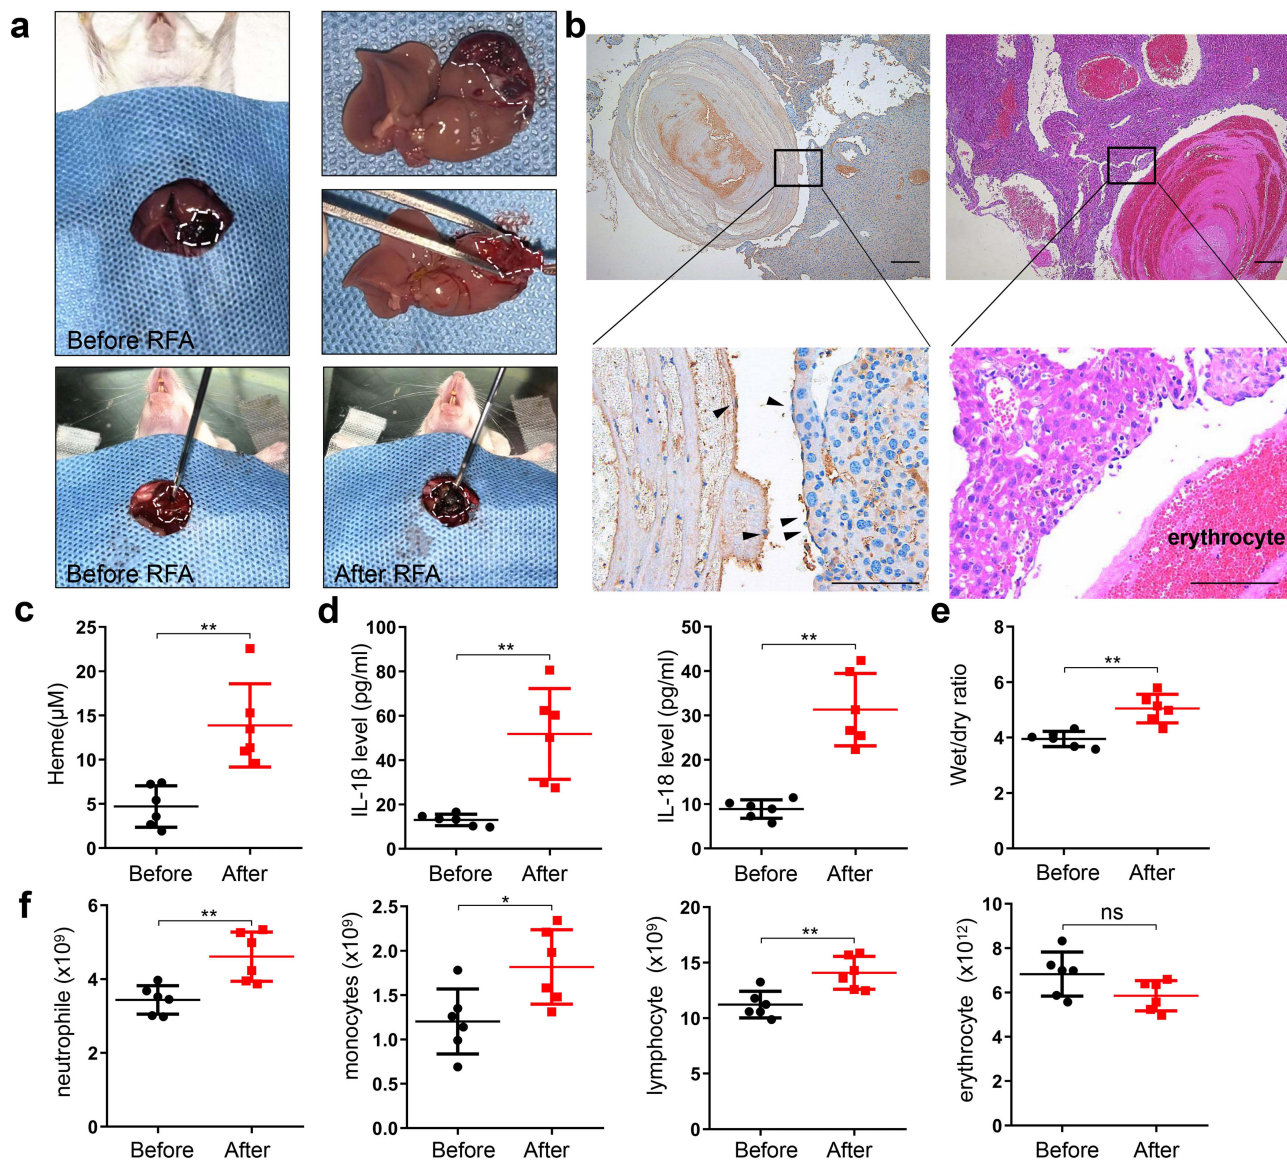 a
Before RFA
Before RFA
After RFA
b
erythrocyte
c
Heme(µM)
25
20
15
10
5
0
**
Before
After
d
IL-1β level (pg/ml)
100
80
60
40
20
0
**
Before
After
IL-18 level (pg/ml)
50
40
30
20
10
0
**
Before
After
e
Wet/dry ratio
8
6
4
2
0
**
Before
After
f
neutrophile (x10⁹)
6
4
2
0
**
Before
After
monocytes (x10⁹)
2.5
2.0
1.5
1.0
0.5
0.0
*
Before
After
lymphocyte (x10⁹)
20
15
10
5
0
**
Before
After
erythrocyte (x10¹²)
10
8
6
4
2
0
ns
Before
After